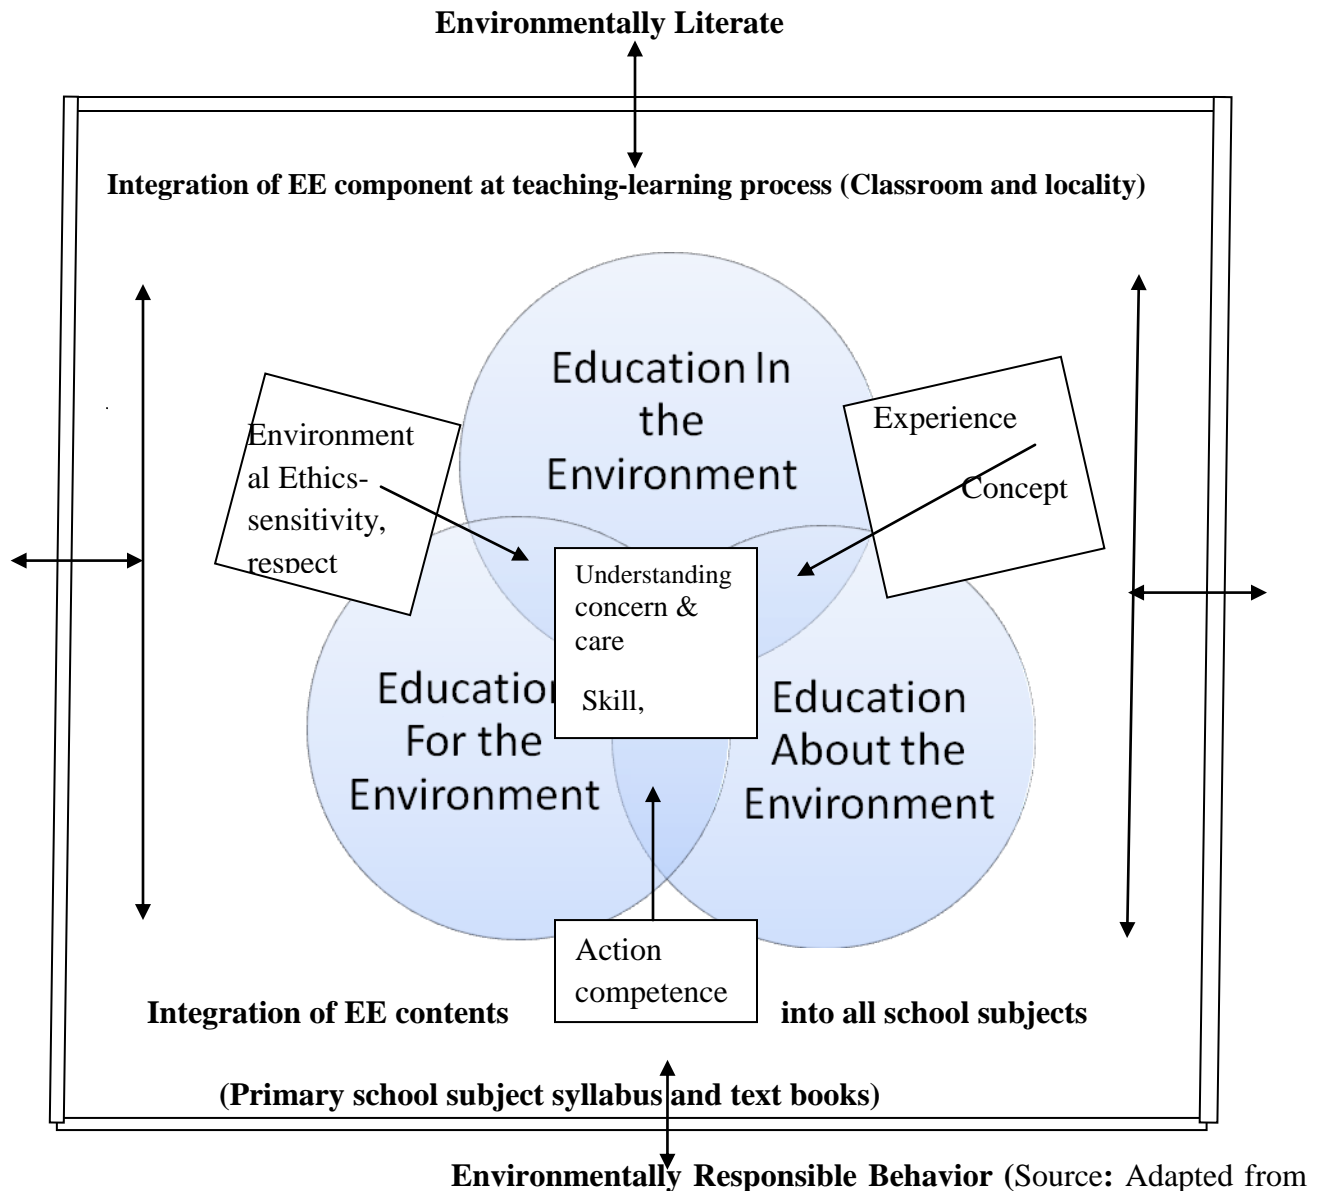 Environmentally Literate
Integration of EE component at teaching-learning process (Classroom and locality)
Education In
the
Environment
Environment
al Ethics-
sensitivity,
respect
Experience
Concept
Understanding
concern &
care
Skill,
Education
For the
Environment
Education
About the
Environment
Action
competence
Integration of EE contents into all school subjects
(Primary school subject syllabus and text books)
Environmentally Responsible Behavior (Source: Adapted from